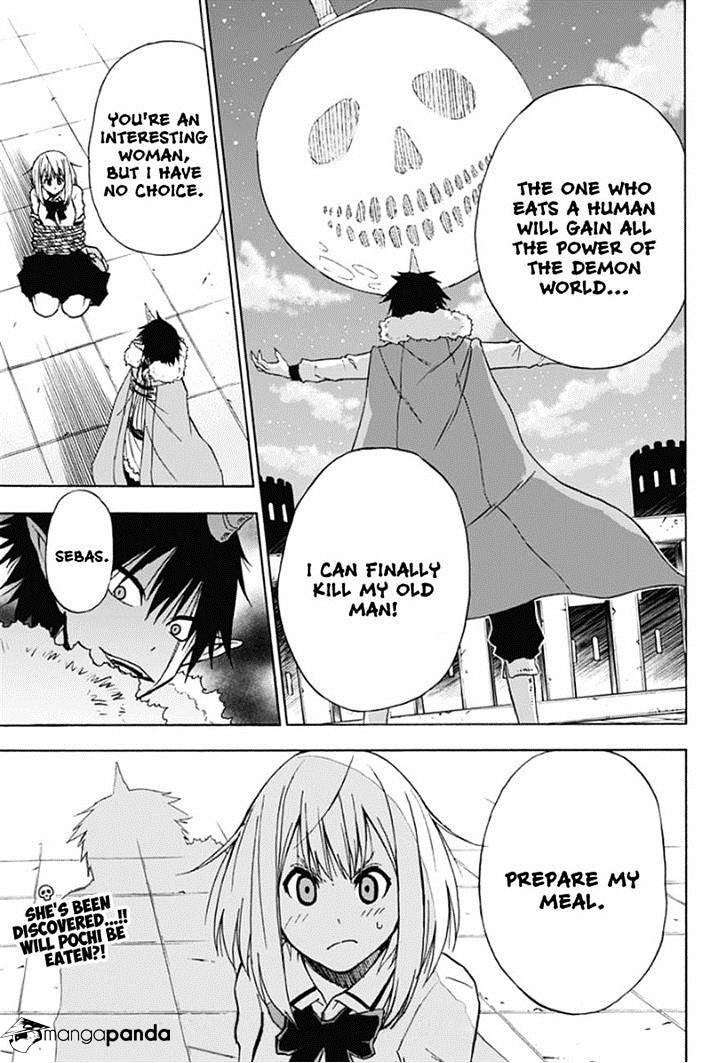 THE ONE WHO
EATS A HUMAN
WILL GAIN ALL
THE POWER OF
THE DEMON
WORLD...
I CAN FINALLY
KILL MY OLD
MAN!
YOU'RE AN
INTERESTING
WOMAN,
BUT I HAVE
NO CHOICE.
SEBAS.
PREPARE MY
MEAL.
SHE'S BEEN
DISCOVERED...!!
WILL POCHI BE
EATEN?!
mangapanda